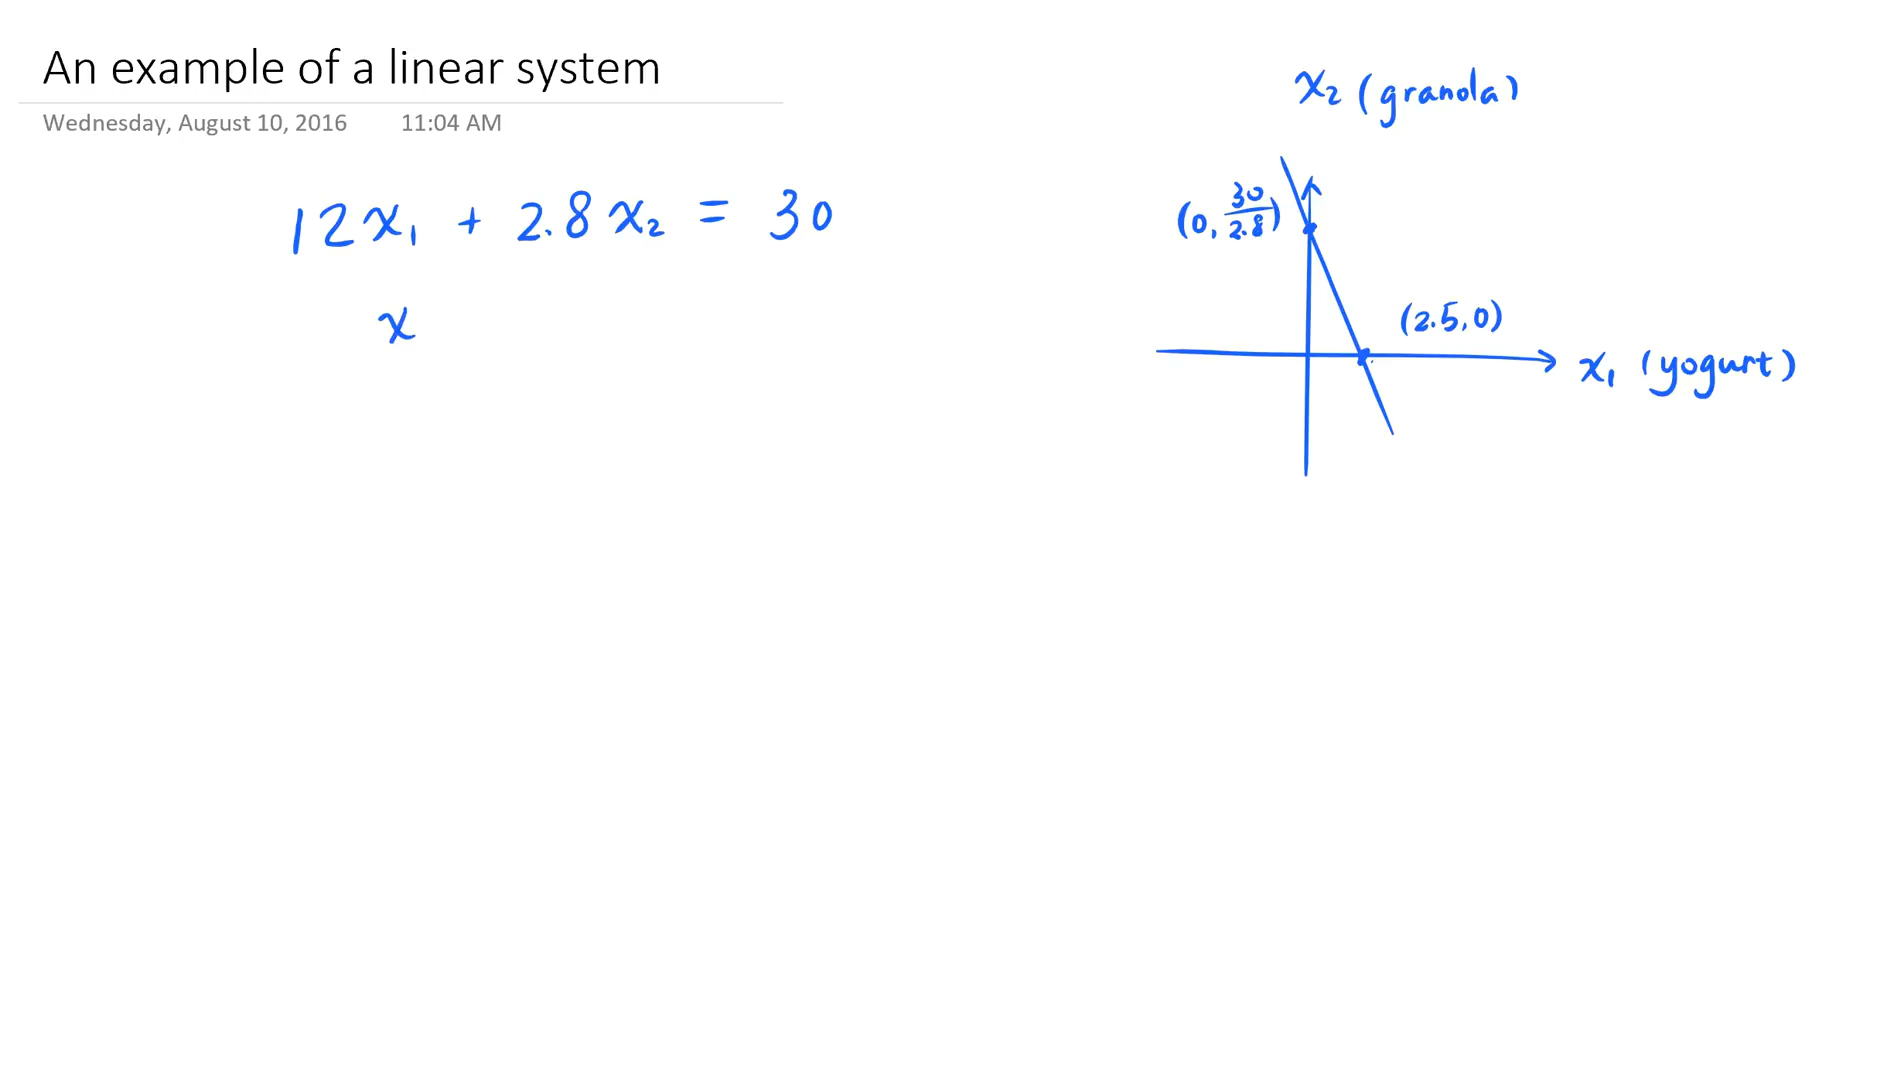 An example of a linear system
Wednesday, August 10, 2016 11:04 AM
12x₁ + 2.8x₂ = 30
x
x₂ (granola)
(0, 30/2.8)
(2.5,0)
x₁ (yogurt)